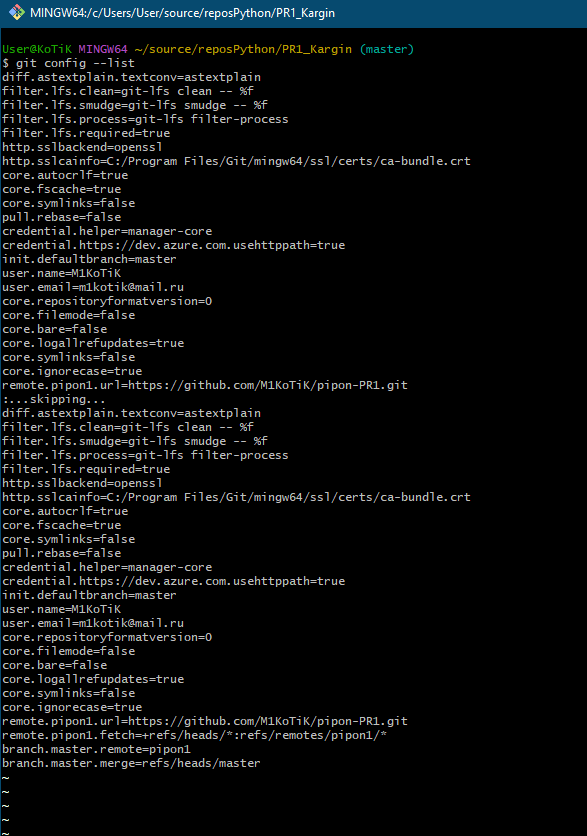 MINGW64:/c/Users/User/source/reposPython/PR1_Kargin
User@KoTiK MINGW64 ~/source/reposPython/PR1_Kargin (master)
$ git config --list
diff.astextplain.textconv=astextplain
filter.lfs.clean=git-lfs clean -- %f
filter.lfs.smudge=git-lfs smudge -- %f
filter.lfs.process=git-lfs filter-process
filter.lfs.required=true
http.sslbackend=openssl
http.sslcainfo=C:/Program Files/Git/mingw64/ssl/certs/ca-bundle.crt
core.autocrlf=true
core.fscache=true
core.symlinks=false
pull.rebase=false
credential.helper=manager-core
credential.https://dev.azure.com.usehttppath=true
init.defaultbranch=master
user.name=M1KoTiK
user.email=m1kotik@mail.ru
core.repositoryformatversion=0
core.filemode=false
core.bare=false
core.logallrefupdates=true
core.symlinks=false
core.ignorecase=true
remote.pipon1.url=https://github.com/M1KoTiK/pipon-PR1.git
:...skipping...
diff.astextplain.textconv=astextplain
filter.lfs.clean=git-lfs clean -- %f
filter.lfs.smudge=git-lfs smudge -- %f
filter.lfs.process=git-lfs filter-process
filter.lfs.required=true
http.sslbackend=openssl
http.sslcainfo=C:/Program Files/Git/mingw64/ssl/certs/ca-bundle.crt
core.autocrlf=true
core.fscache=true
core.symlinks=false
pull.rebase=false
credential.helper=manager-core
credential.https://dev.azure.com.usehttppath=true
init.defaultbranch=master
user.name=M1KoTiK
user.email=m1kotik@mail.ru
core.repositoryformatversion=0
core.filemode=false
core.bare=false
core.logallrefupdates=true
core.symlinks=false
core.ignorecase=true
remote.pipon1.url=https://github.com/M1KoTiK/pipon-PR1.git
remote.pipon1.fetch=+refs/heads/*:refs/remotes/pipon1/*
branch.master.remote=pipon1
branch.master.merge=refs/heads/master
~
~
~
~
~